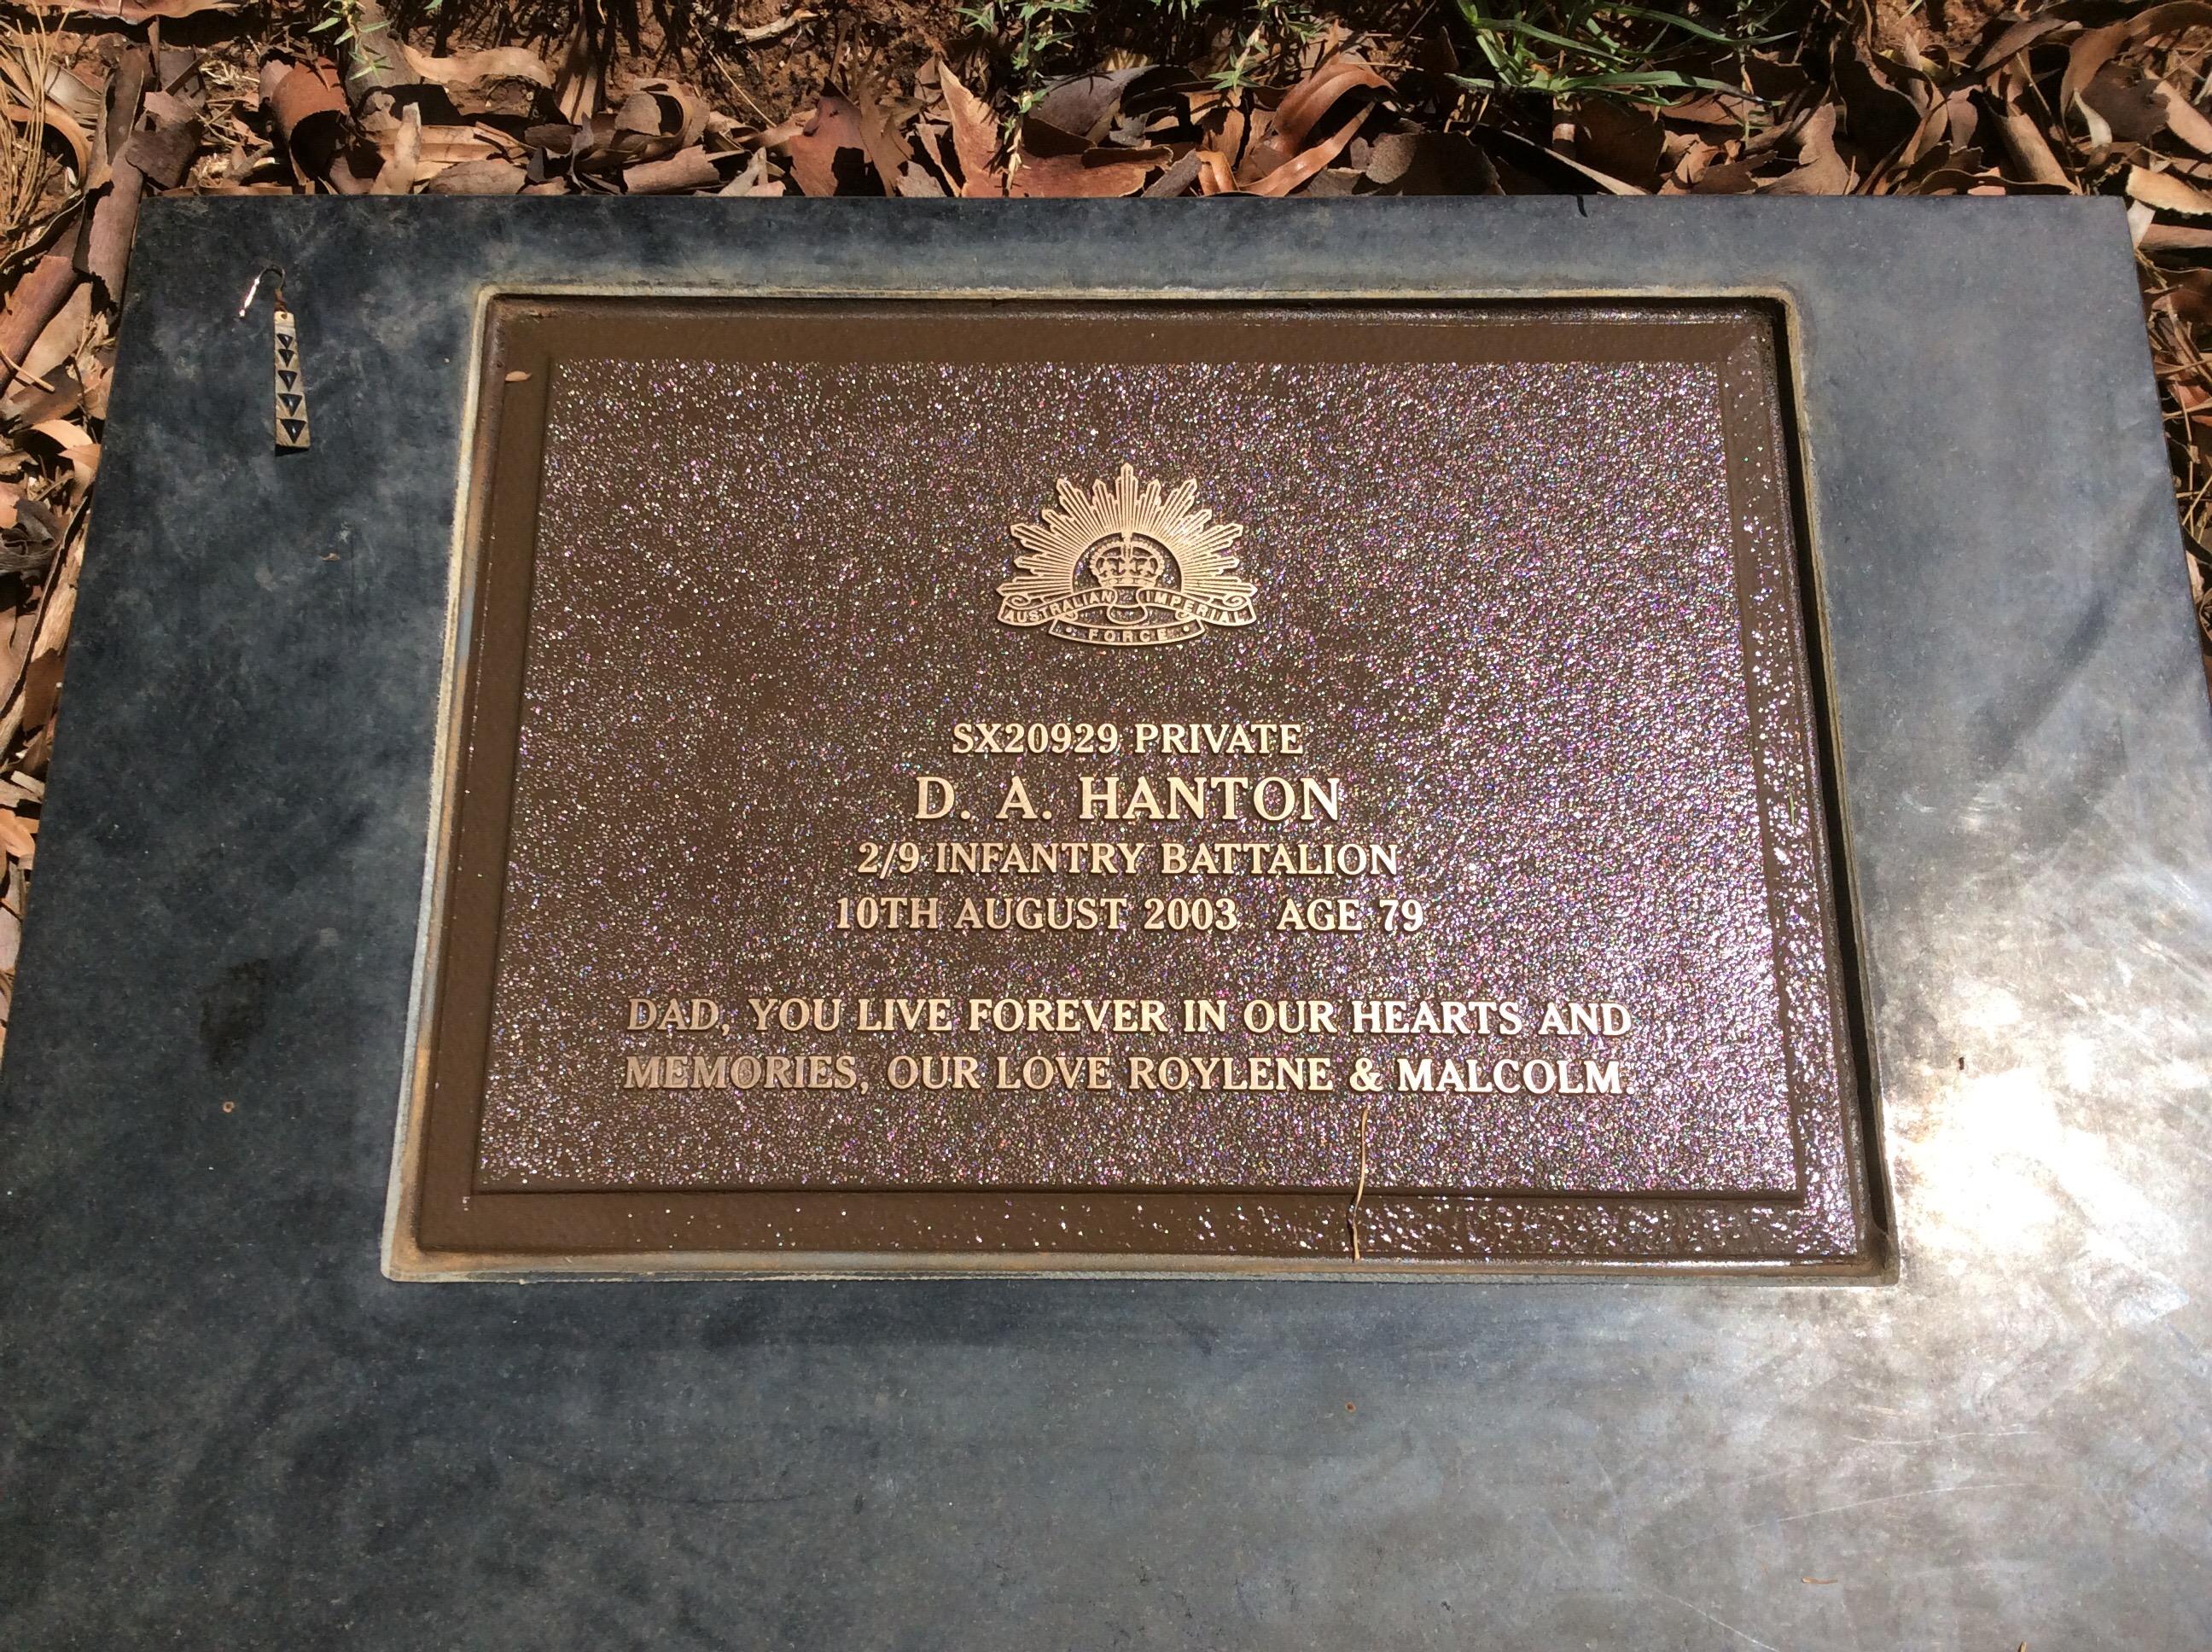 AUSTRALIAN IMPERIAL
FORCE
SX20929 PRIVATE
D. A. HANTON
2/9 INFANTRY BATTALION
10TH AUGUST 2003 AGE 79
DAD, YOU LIVE FOREVER IN OUR HEARTS AND
MEMORIES, OUR LOVE ROYLENE & MALCOLM.